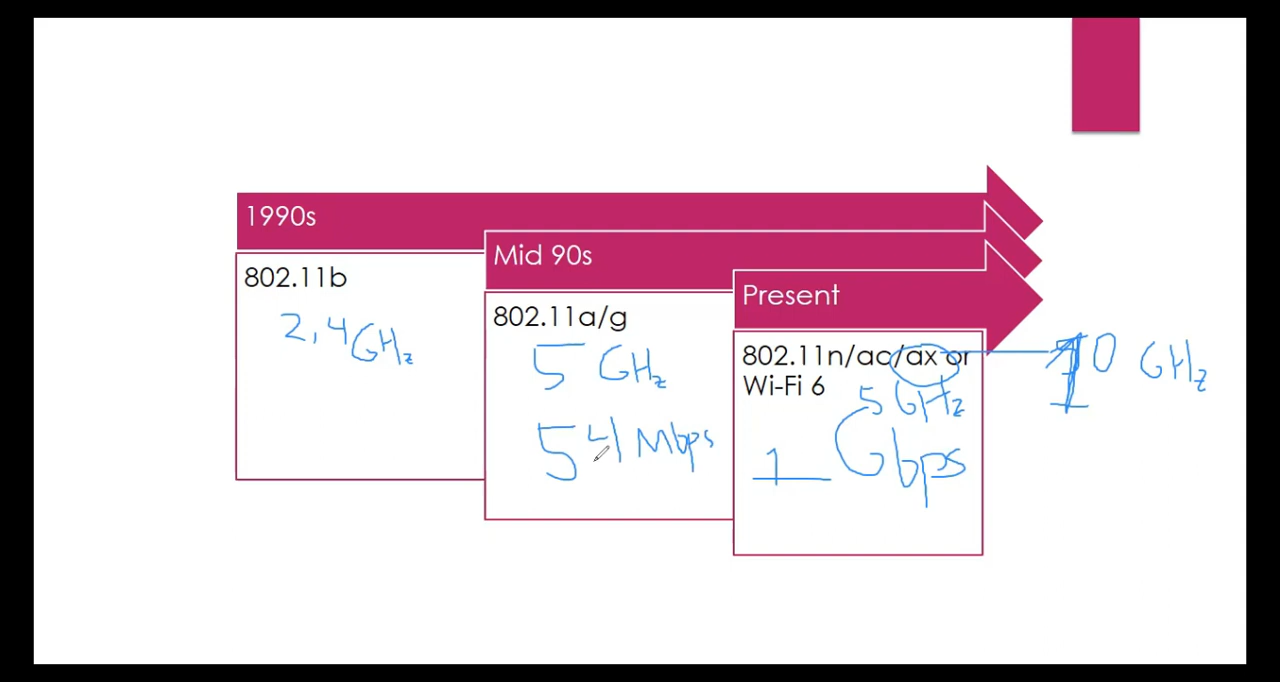 1990s
802.11b
2,4 GHz
Mid 90s
802.11a/g
5 GHz
54 Mbps
Present
802.11n/ac/ax or
Wi-Fi 6
5 GHz
1 Gbps
10 GHz